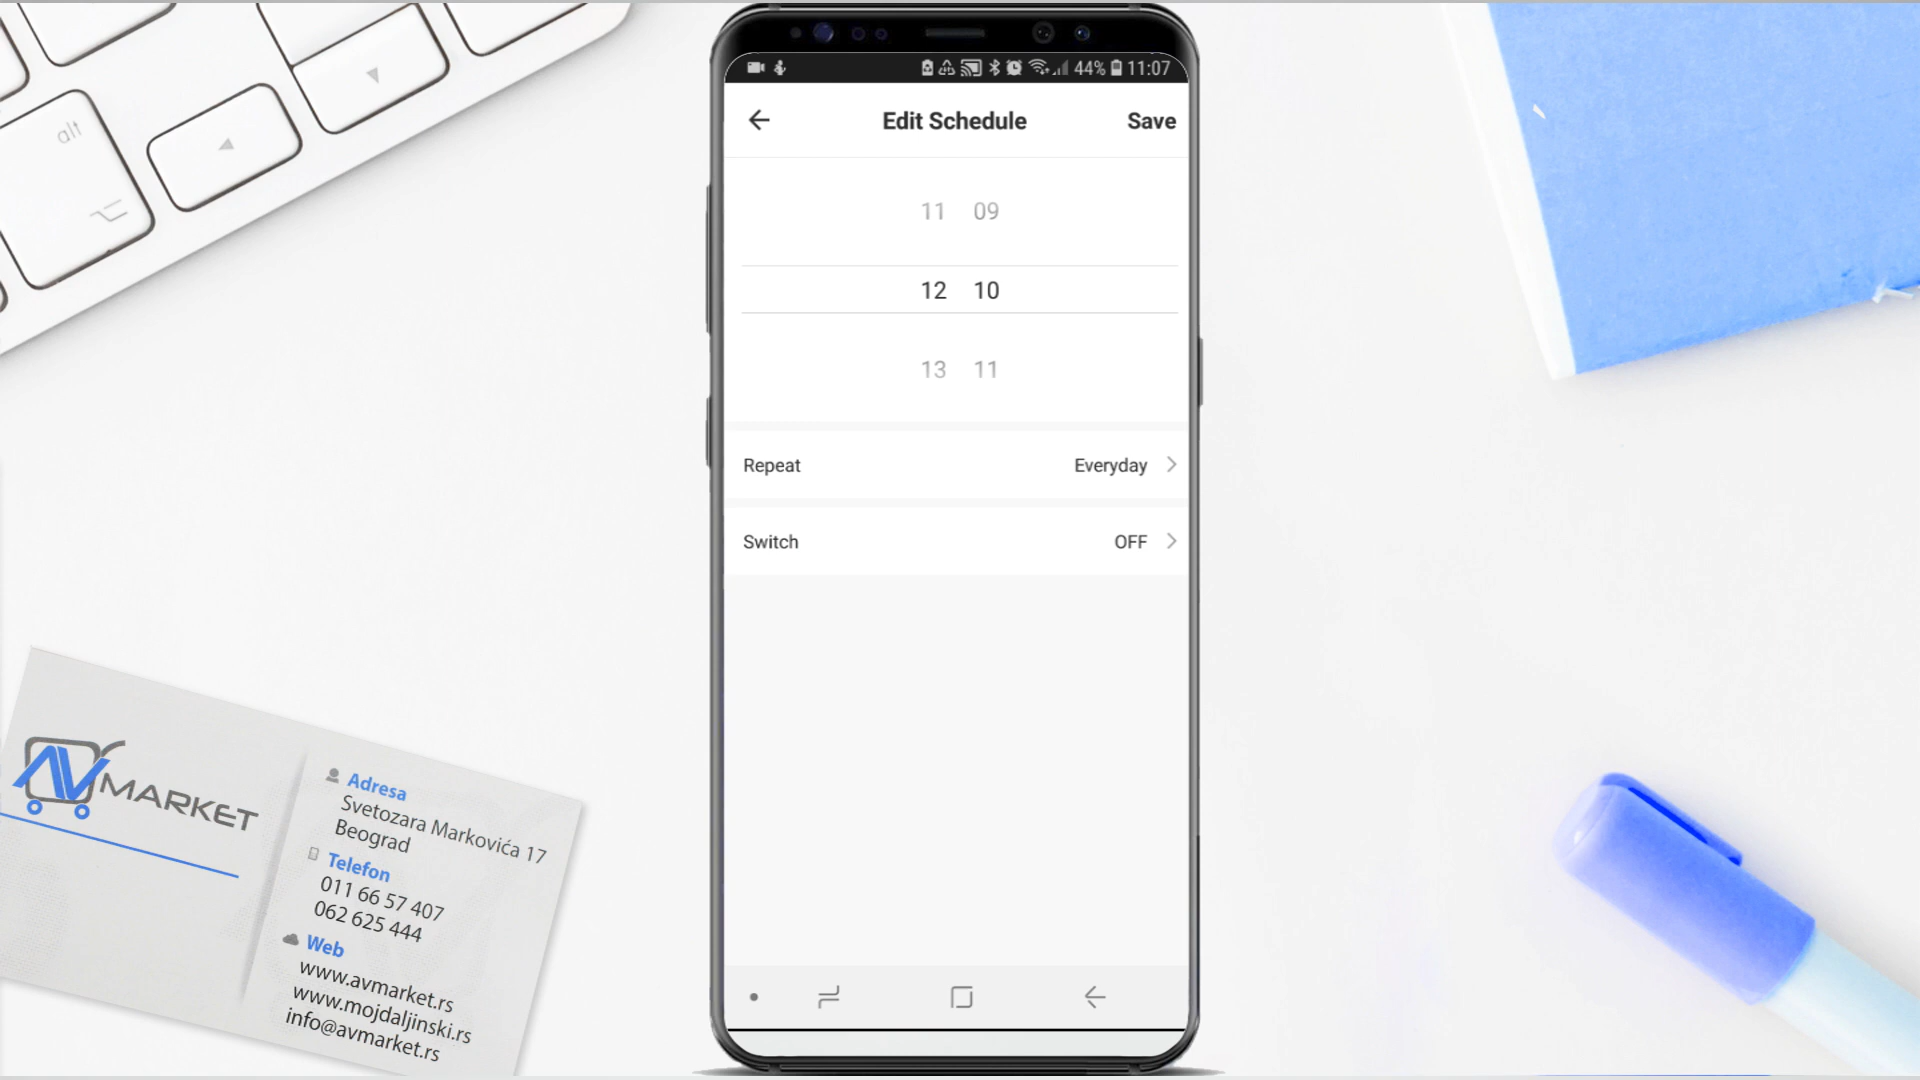 alt
44% 11:07
Edit Schedule
Save
11 09
12 10
13 11
Repeat
Everyday
Switch
OFF
AV MARKET
Adresa
Svetozara Markovića 17
Beograd
Telefon
011 66 57 407
062 625 444
Web
www.avmarket.rs
www.mojdaljinski.rs
info@avmarket.rs